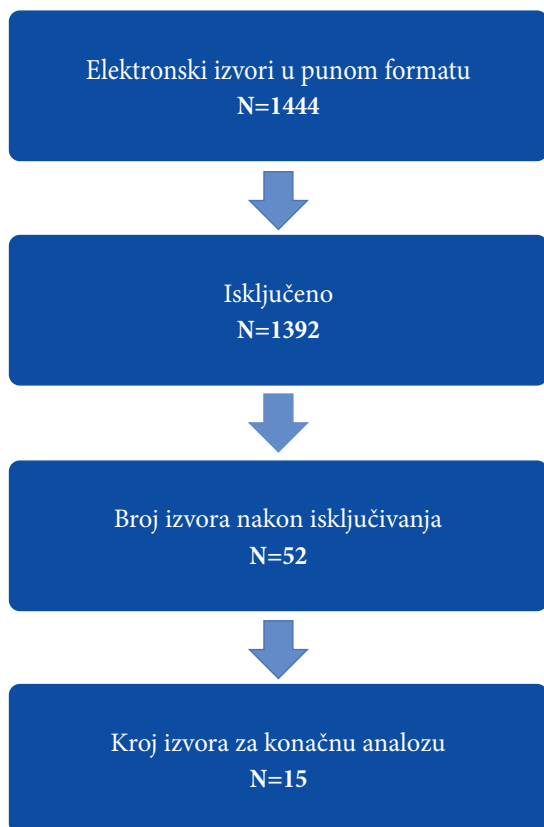 Elektronski izvori u punom formatu
N=1444
Isključeno
N=1392
Broj izvora nakon isključivanja
N=52
Kroj izvora za konačnu analozu
N=15